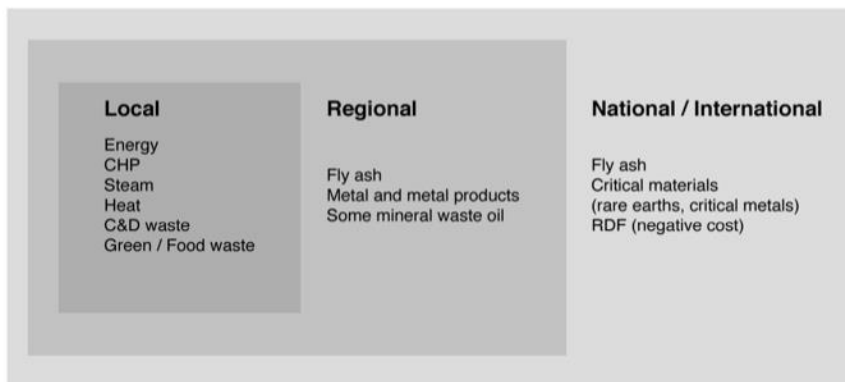 Local
Energy
CHP
Steam
Heat
C&D waste
Green / Food waste
Regional
Fly ash
Metal and metal products
Some mineral waste oil
National / International
Fly ash
Critical materials
(rare earths, critical metals)
RDF (negative cost)